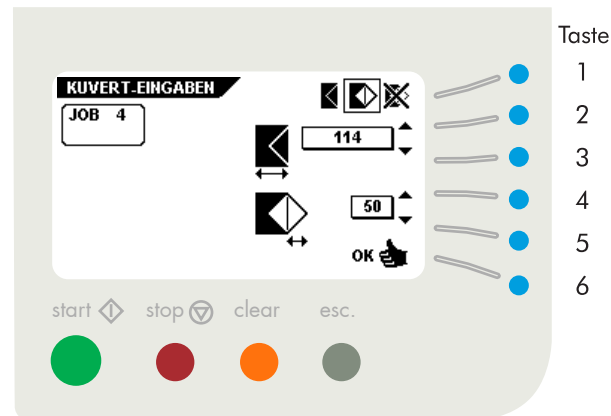 Taste
KUVERT-EINGABEN
1
JOB 4
2
114
3
4
50
5
OK
6
start stop clear esc.